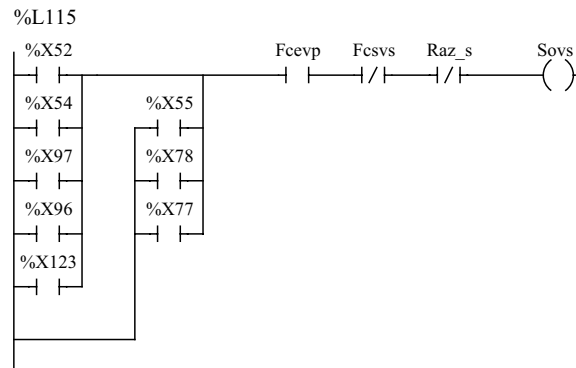 %L115
%X52 Fcevp Fcsvs Raz_s Sovs
%X54 %X55
%X97 %X78
%X96 %X77
%X123